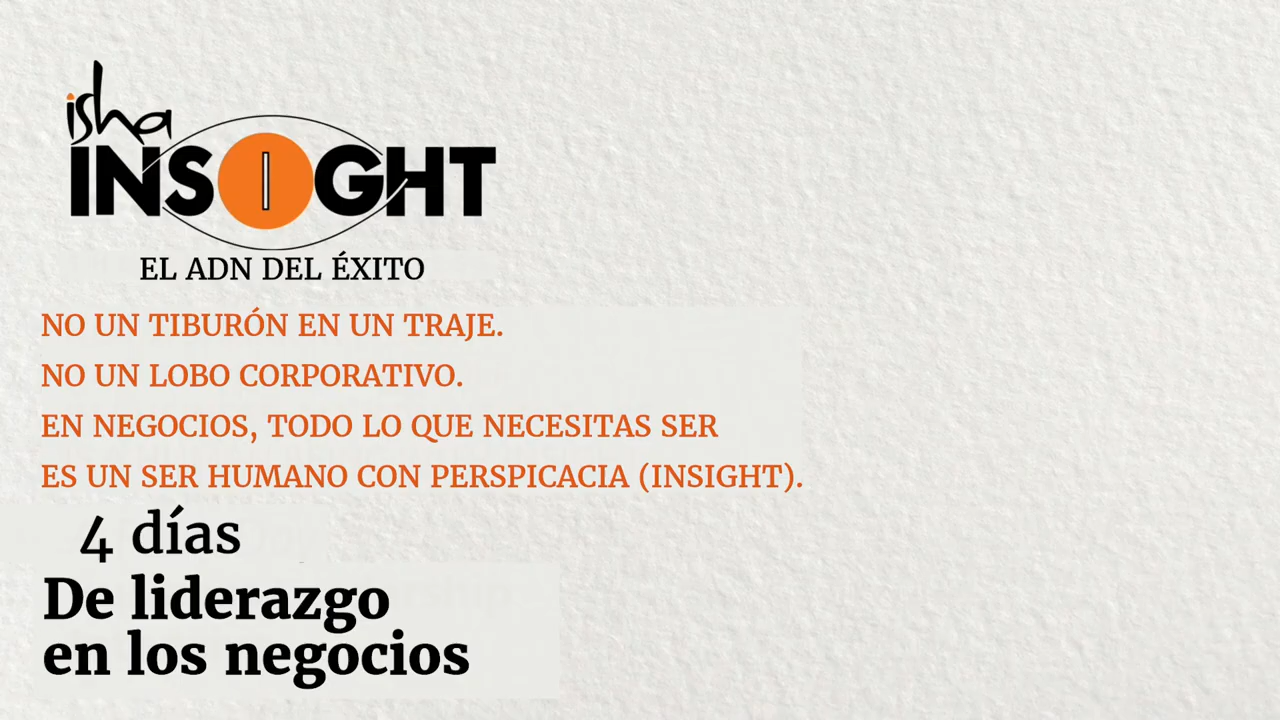 isha
INSIGHT
EL ADN DEL ÉXITO
NO UN TIBURÓN EN UN TRAJE.
NO UN LOBO CORPORATIVO.
EN NEGOCIOS, TODO LO QUE NECESITAS SER
ES UN SER HUMANO CON PERSPICACIA (INSIGHT).
4 días
De liderazgo
en los negocios